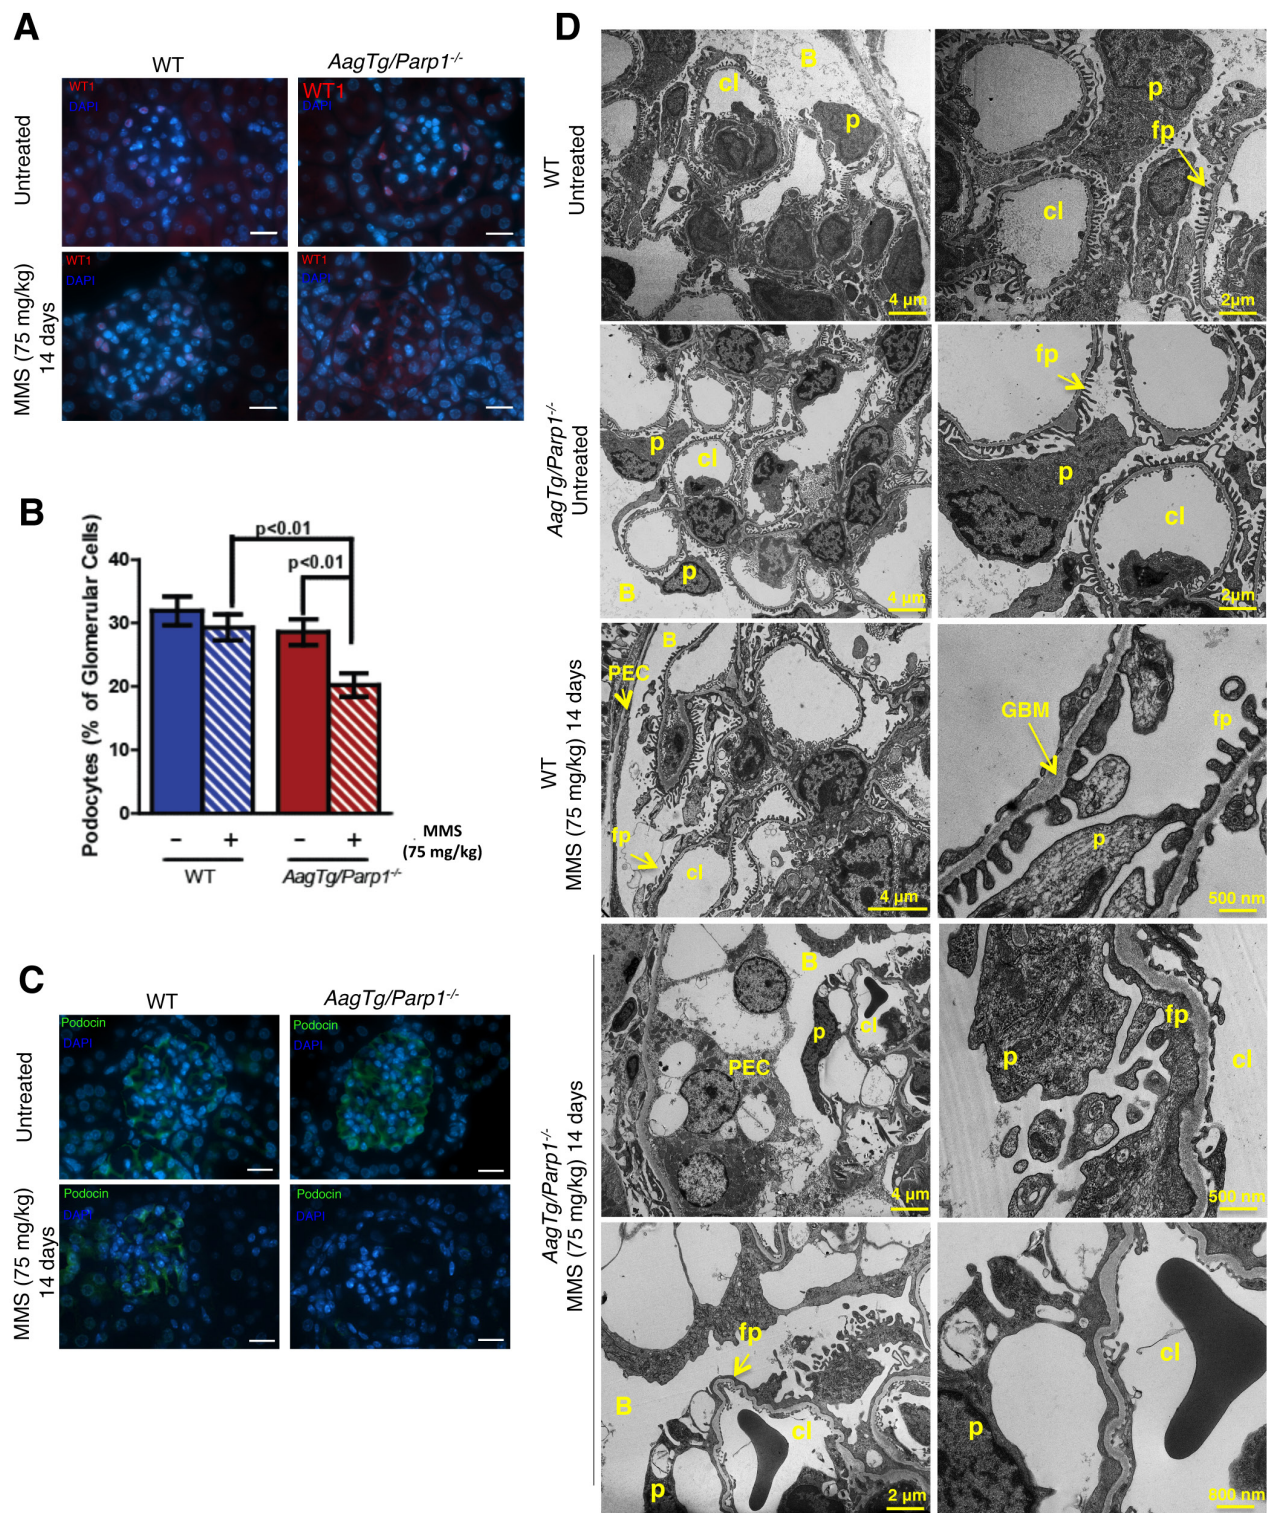 A
WT
AagTg/Parp1-/-
Untreated
WT1
DAPI
WT1
DAPI
MMS (75 mg/kg)
14 days
WT1
DAPI
WT1
DAPI
B
Podocytes (% of Glomerular Cells)
40
30
20
10
0
p<0.01
p<0.01
-
+
-
+
MMS
(75 mg/kg)
WT
AagTg/Parp1-/-
C
WT
AagTg/Parp1-/-
Untreated
Podocin
DAPI
Podocin
DAPI
MMS (75 mg/kg)
14 days
Podocin
DAPI
Podocin
DAPI
D
WT
Untreated
B
cl
p
4 µm
p
fp
cl
2µm
AagTg/Parp1-/-
Untreated
p
cl
p
B
4 µm
fp
p
cl
2µm
WT
MMS (75 mg/kg) 14 days
B
PEC
fp
cl
4 µm
GBM
fp
p
500 nm
AagTg/Parp1-/-
MMS (75 mg/kg) 14 days
B
p
cl
PEC
4 µm
fp
p
cl
500 nm
fp
B
cl
p
2 µm
cl
p
800 nm